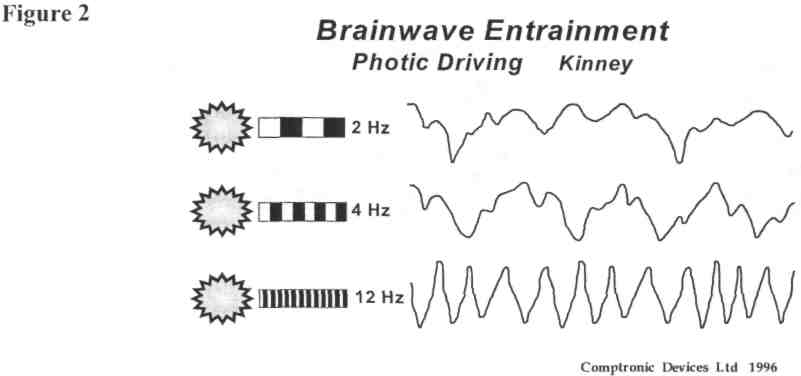 Figure 2
Brainwave Entrainment
Photic Driving Kinney
2 Hz
4 Hz
12 Hz
Comptronic Devices Ltd 1996